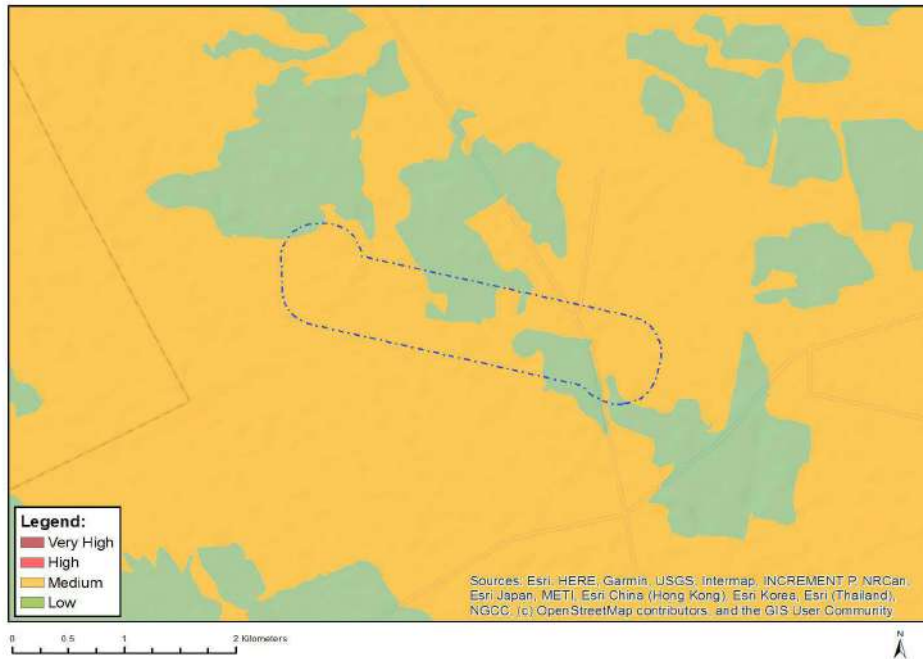 Legend:
Very High
High
Medium
Low
Sources: Esri, HERE, Garmin, USGS, Intermap, INCREMENT P, NRCan,
Esri Japan, METI, Esri China (Hong Kong), Esri Korea, Esri (Thailand),
NGCC, (c) OpenStreetMap contributors, and the GIS User Community
0 0.5 1 2 Kilometers
N